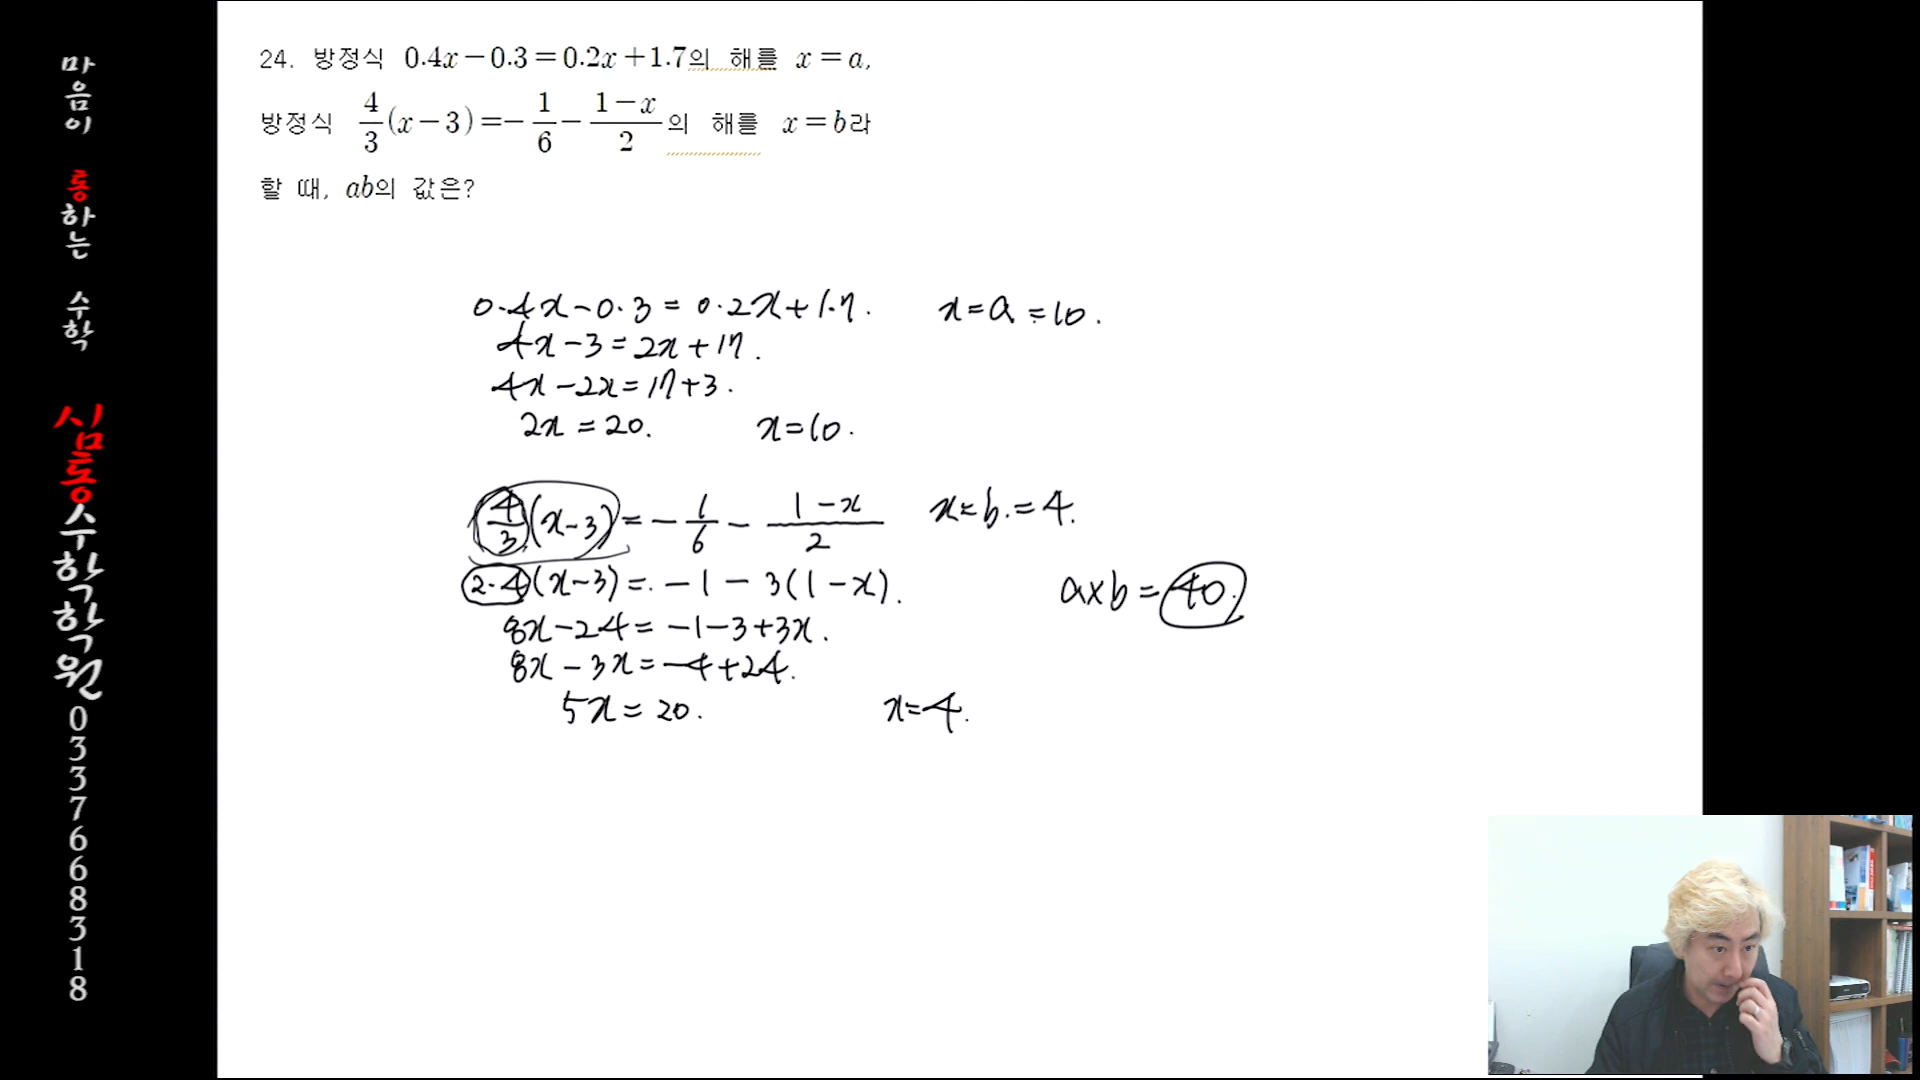 마음이 통하는 수학
심통수학학원
0337668318
24. 방정식 0.4x-0.3=0.2x+1.7의 해를 x=a,
방정식 4/3(x-3)=-1/6-(1-x)/2의 해를 x=b라
할 때, ab의 값은?
0.4x-0.3=0.2x+1.7. x=a=10.
4x-3=2x+17.
4x-2x=17+3.
2x=20. x=10.
4/3(x-3)=-1/6-(1-x)/2 x=b.=4.
2·4(x-3)=-1-3(1-x). a×b=40.
8x-24=-1-3+3x.
8x-3x=-4+24.
5x=20. x=4.